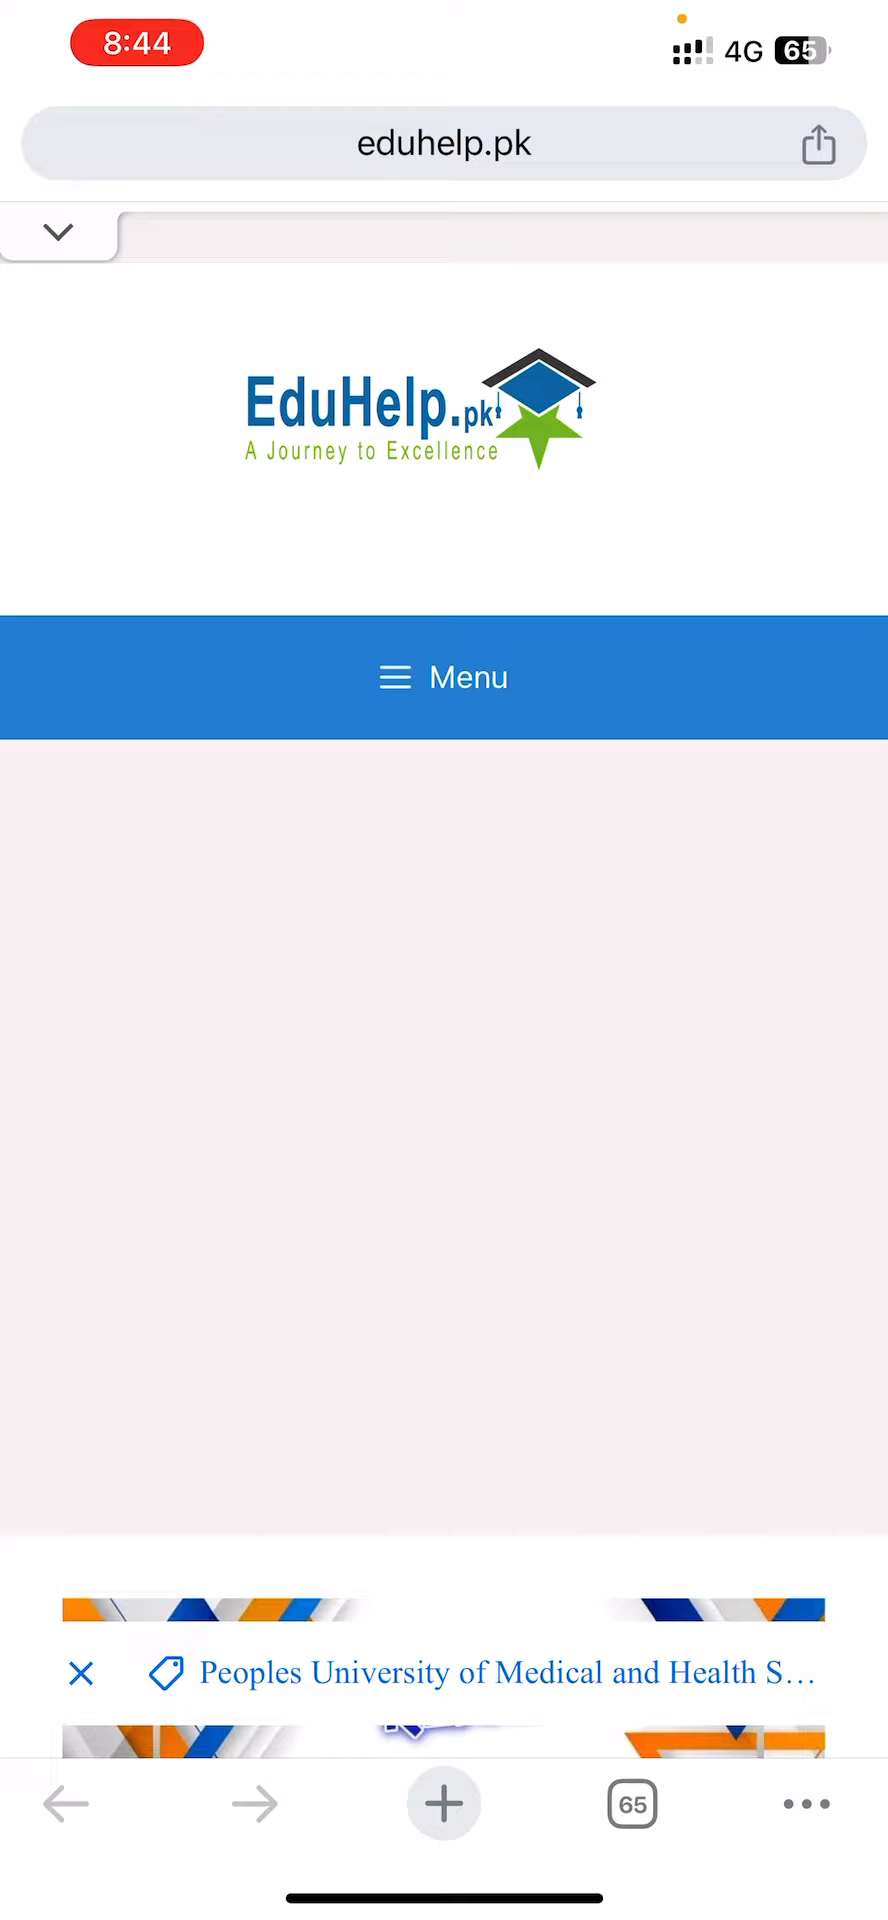 8:44
4G 65
eduhelp.pk
EduHelp.pk
A Journey to Excellence
Menu
Peoples University of Medical and Health S...
65